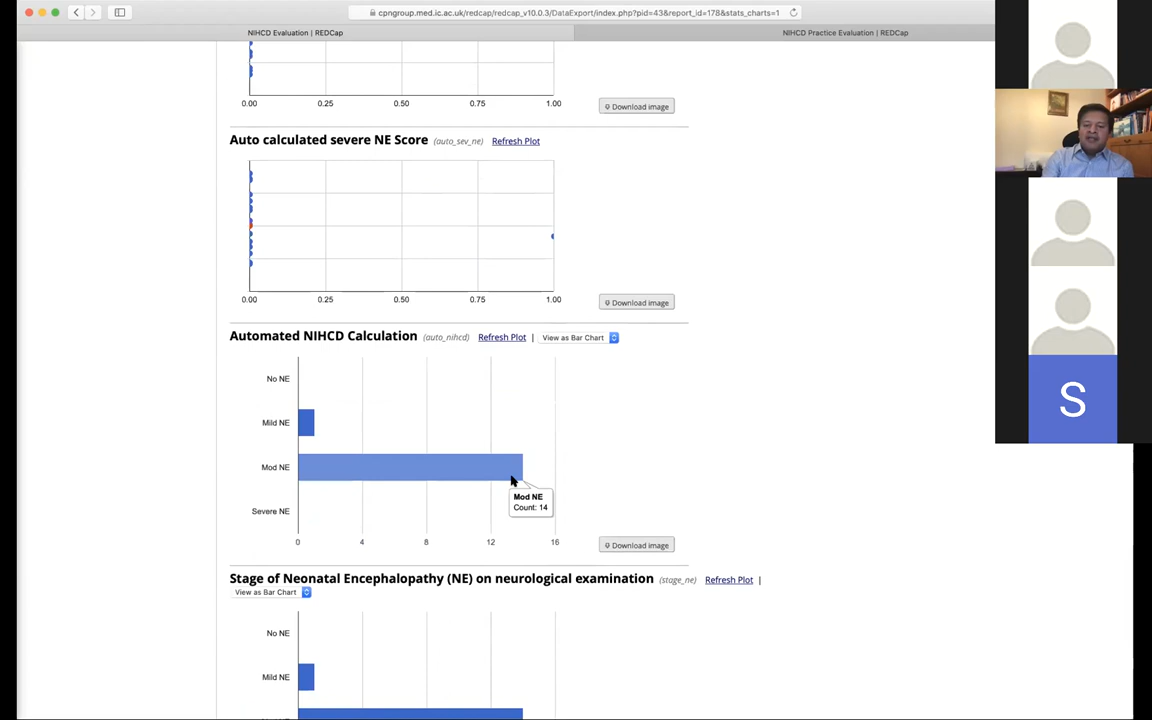 cpngroup.med.ic.ac.uk/redcap/redcap_v10.0.3/DataExport/index.php?pid=43&report_id=178&stats_charts=1
NIHCD Evaluation | REDCap
NIHCD Practice Evaluation | REDCap
0.00 0.25 0.50 0.75 1.00
Download image
Auto calculated severe NE Score (auto_sev_ne) Refresh Plot
0.00 0.25 0.50 0.75 1.00
Download image
Automated NIHCD Calculation (auto_nihcd) Refresh Plot | View as Bar Chart
No NE
Mild NE
Mod NE
Mod NE
Count: 14
Severe NE
0 4 8 12 16
Download image
Stage of Neonatal Encephalopathy (NE) on neurological examination (stage_ne) Refresh Plot |
View as Bar Chart
No NE
Mild NE
S